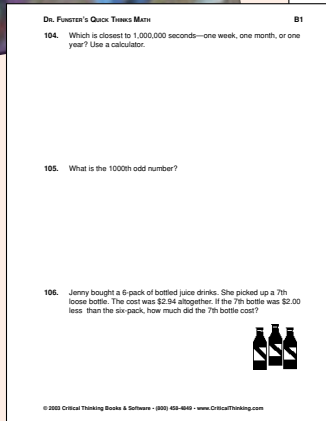 DR. FUNSTER'S QUICK THINKS MATH B1
104. Which is closest to 1,000,000 seconds—one week, one month, or one
year? Use a calculator.
105. What is the 1000th odd number?
106. Jenny bought a 6-pack of bottled juice drinks. She picked up a 7th
loose bottle. The cost was $2.94 altogether. If the 7th bottle was $2.00
less than the six-pack, how much did the 7th bottle cost?
© 2003 Critical Thinking Books & Software • (800) 458-4849 • www.CriticalThinking.com